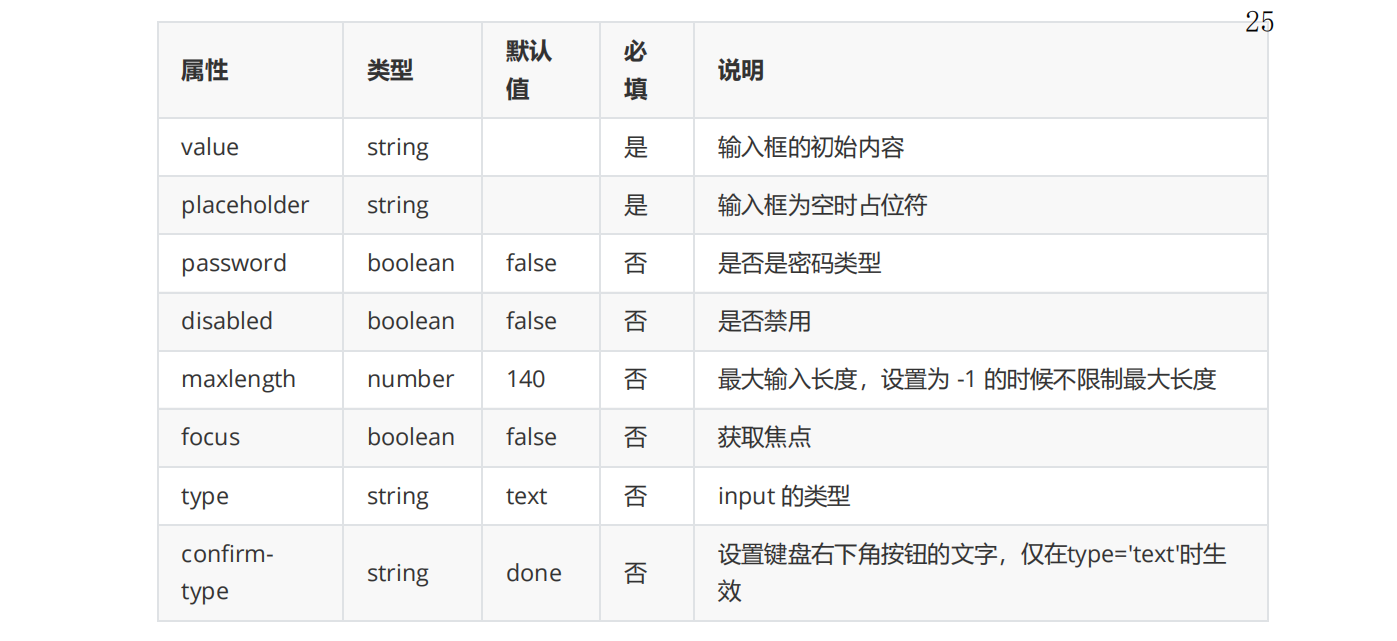 25
属性 类型 默认值 必填 说明
value string 是 输入框的初始内容
placeholder string 是 输入框为空时占位符
password boolean false 否 是否是密码类型
disabled boolean false 否 是否禁用
maxlength number 140 否 最大输入长度，设置为 -1 的时候不限制最大长度
focus boolean false 否 获取焦点
type string text 否 input 的类型
confirm-type string done 否 设置键盘右下角按钮的文字，仅在type='text'时生效